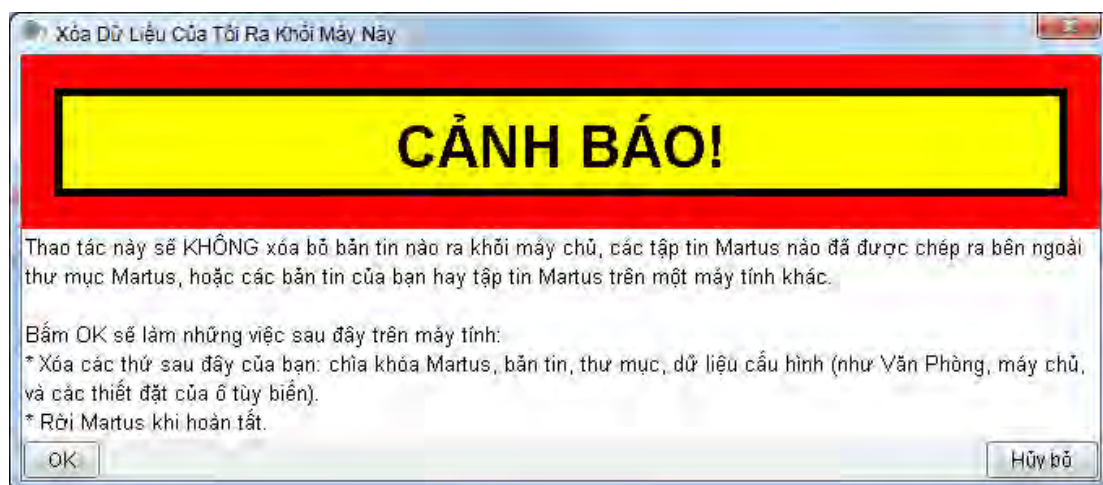 Xóa Dữ Liệu Của Tôi Ra Khỏi Máy Này
CẢNH BÁO!
Thao tác này sẽ KHÔNG xóa bỏ bản tin nào ra khỏi máy chủ, các tập tin Martus nào đã được chép ra bên ngoài
thư mục Martus, hoặc các bản tin của bạn hay tập tin Martus trên một máy tính khác.
Bấm OK sẽ làm những việc sau đây trên máy tính:
* Xóa các thứ sau đây của bạn: chìa khóa Martus, bản tin, thư mục, dữ liệu cấu hình (như Văn Phòng, máy chủ,
và các thiết đặt của ô tùy biến).
* Rời Martus khi hoàn tất.
OK
Hủy bỏ